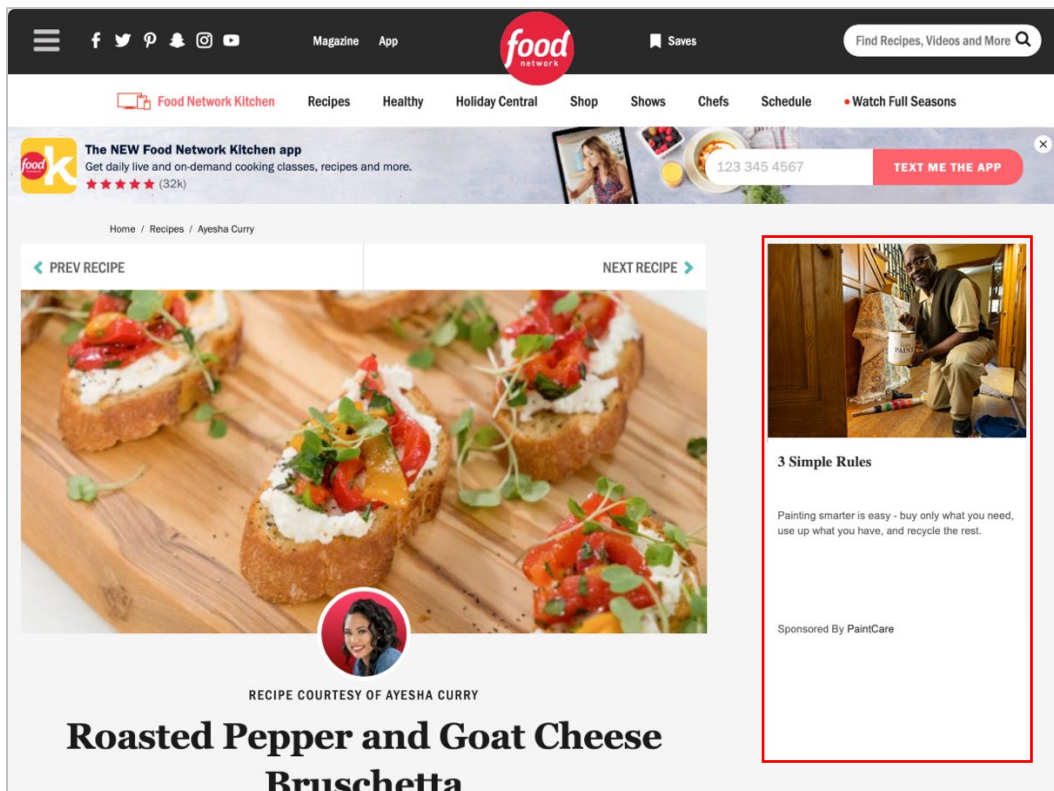 Magazine App
food
network
Saves
Find Recipes, Videos and More
Food Network Kitchen Recipes Healthy Holiday Central Shop Shows Chefs Schedule • Watch Full Seasons
food k
The NEW Food Network Kitchen app
Get daily live and on-demand cooking classes, recipes and more.
★★★★★ (32k)
123 345 4567
TEXT ME THE APP
Home / Recipes / Ayesha Curry
PREV RECIPE
NEXT RECIPE
PAINT
3 Simple Rules
Painting smarter is easy - buy only what you need,
use up what you have, and recycle the rest.
Sponsored By PaintCare
RECIPE COURTESY OF AYESHA CURRY
Roasted Pepper and Goat Cheese
Bruschetta